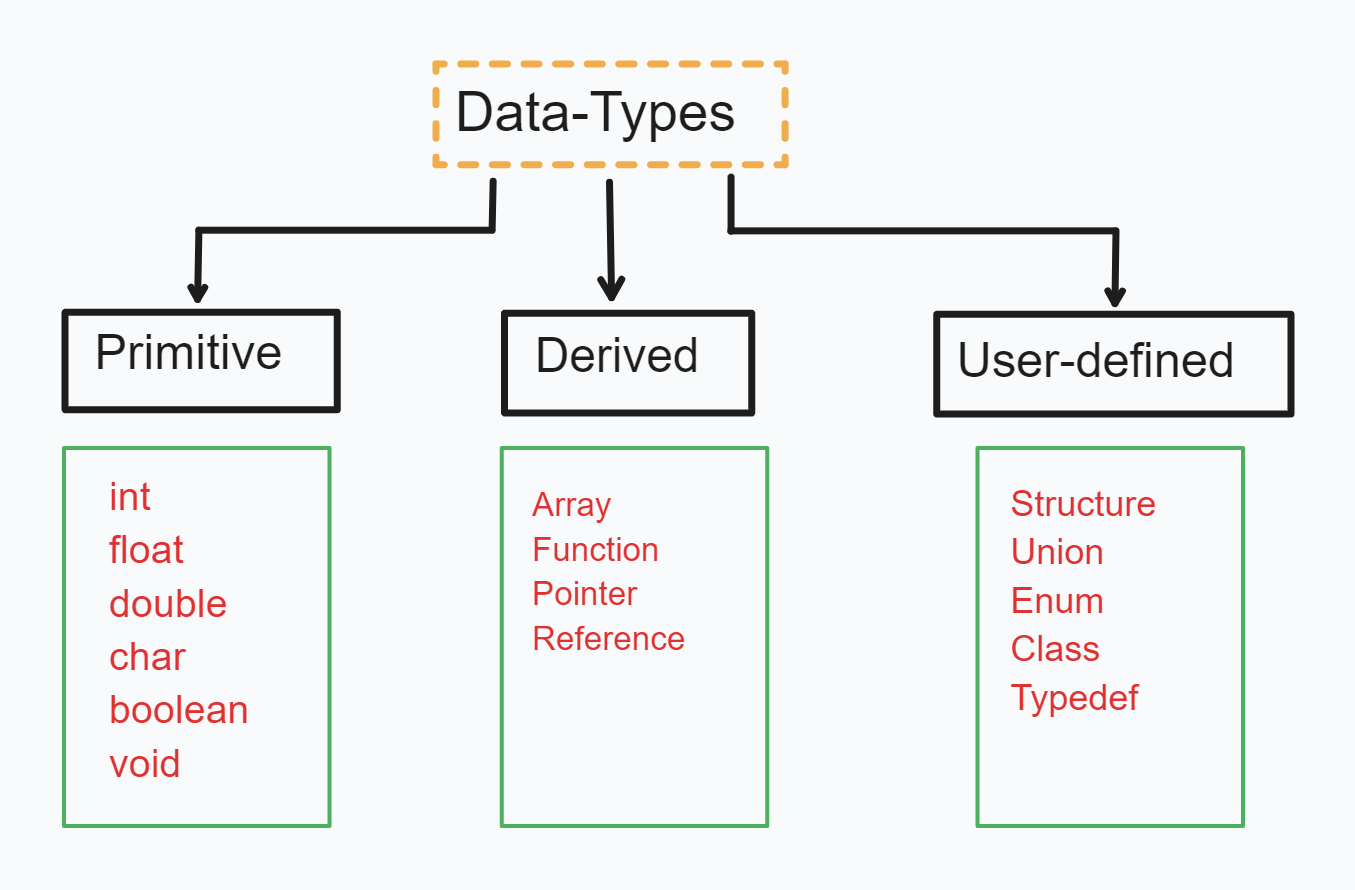 Data-Types
Primitive
Derived
User-defined
int
float
double
char
boolean
void
Array
Function
Pointer
Reference
Structure
Union
Enum
Class
Typedef